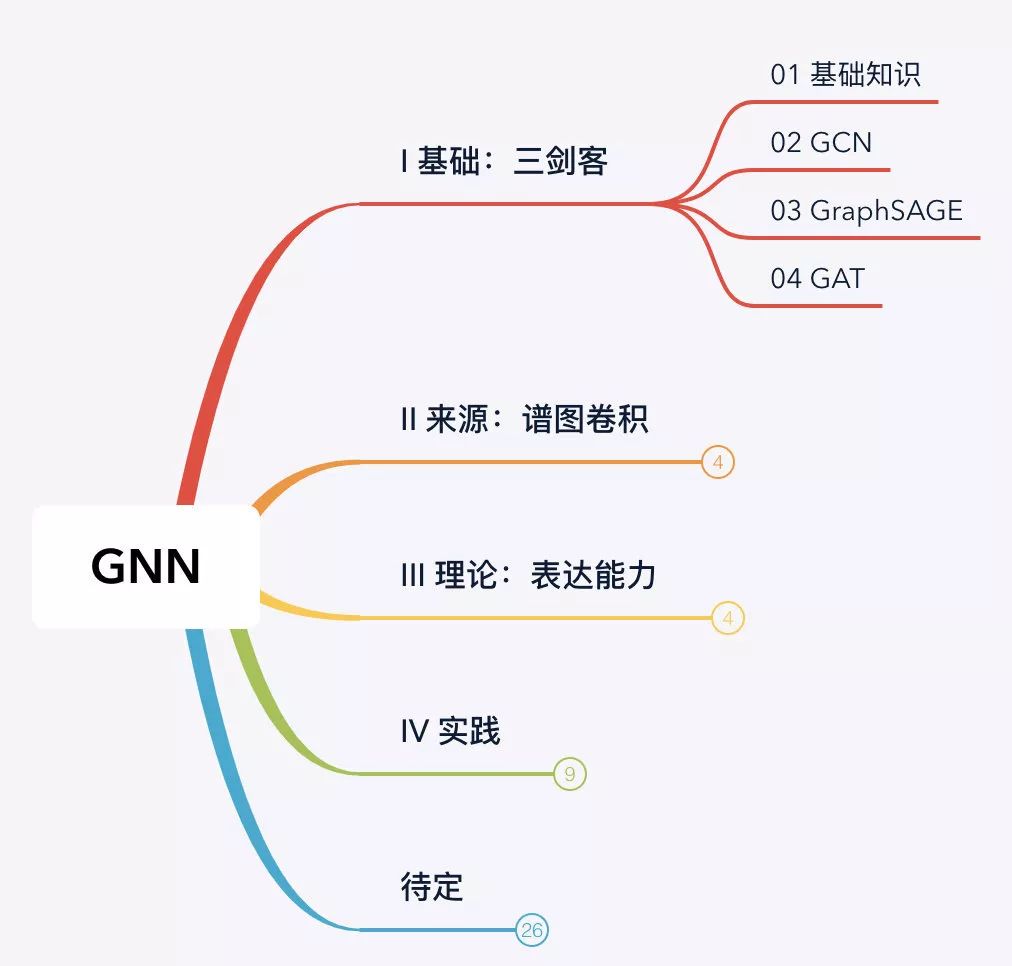 01 基础知识
I 基础：三剑客
02 GCN
03 GraphSAGE
04 GAT
II 来源：谱图卷积
4
GNN
III 理论：表达能力
4
IV 实践
9
待定
26